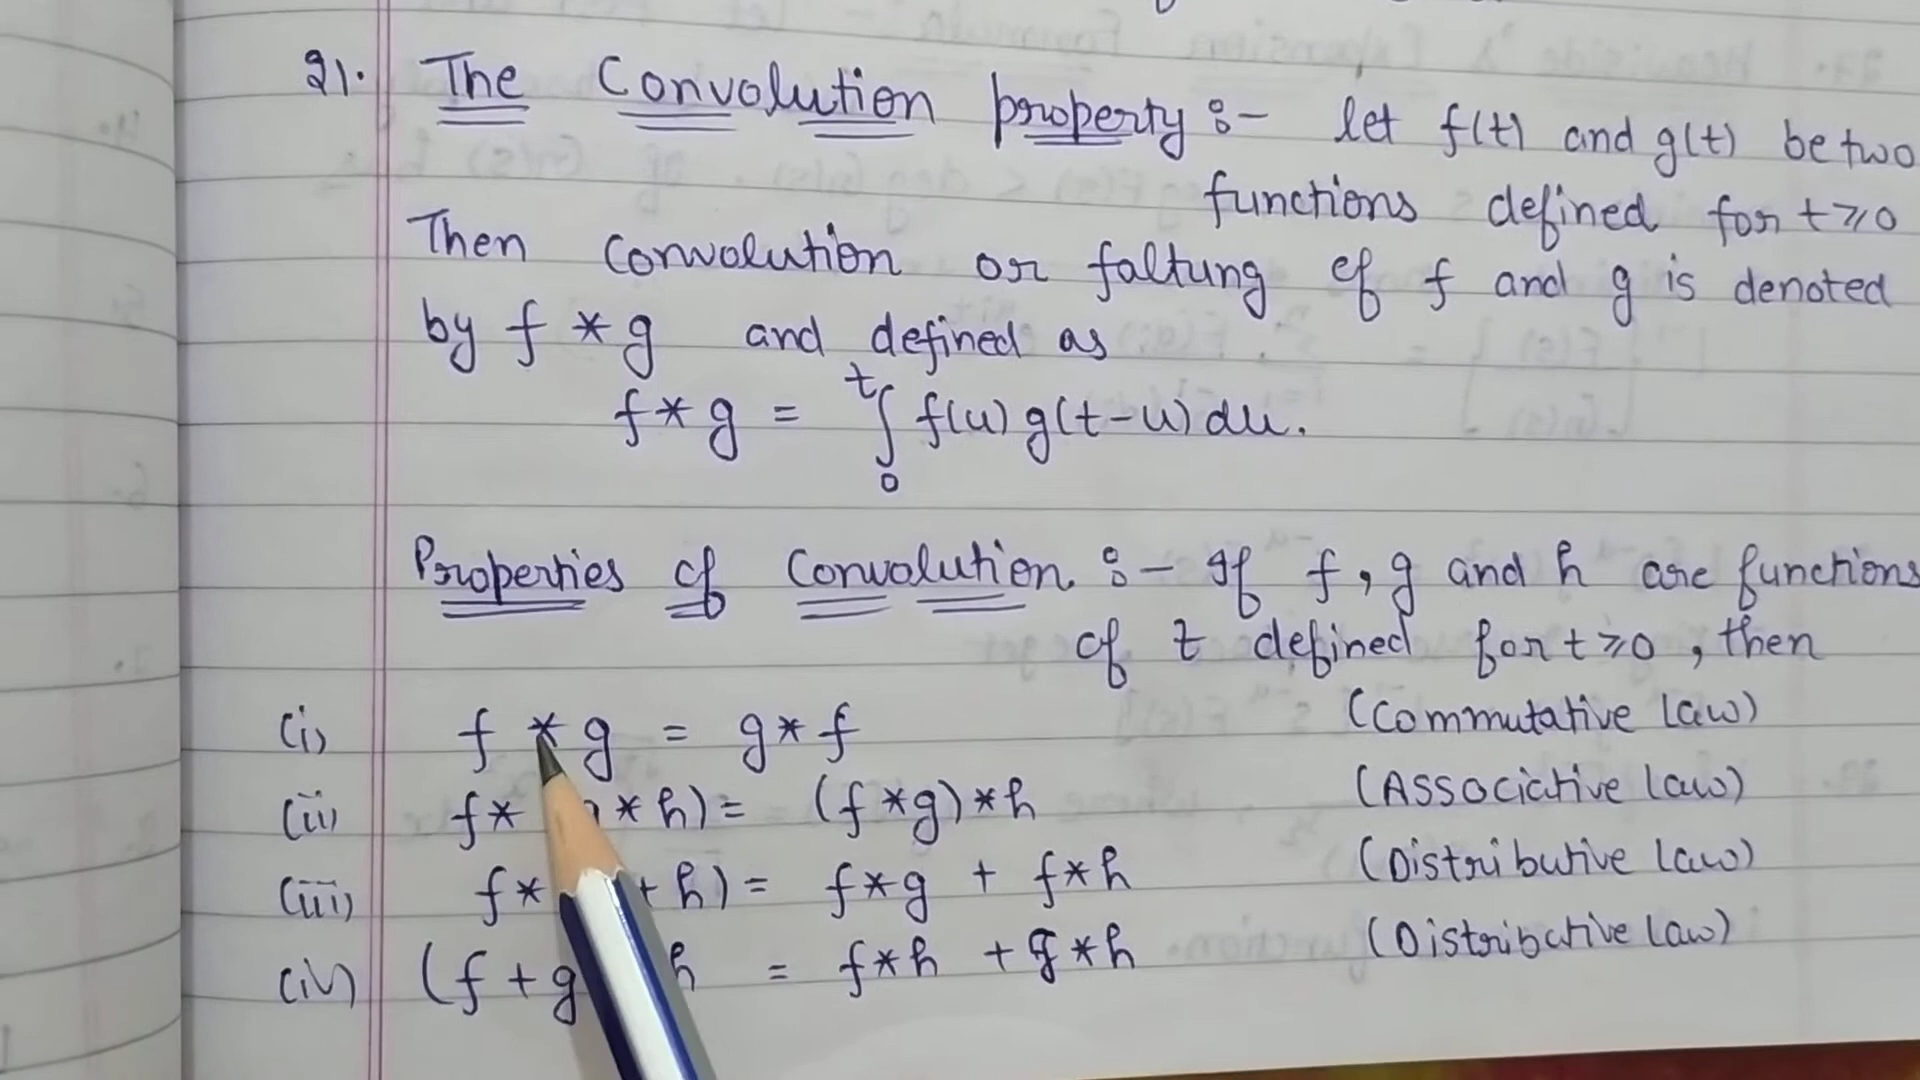 21. The Convolution property :- let f(t) and g(t) be two
functions defined for t≥0
Then convolution or faltung of f and g is denoted
by f * g and defined as
f * g = ∫₀ᵗ f(u) g(t-u) du.
Properties of Convolution :- If f, g and h are functions
of t defined for t≥0, then
(i) f * g = g * f (Commutative law)
(ii) f * * h) = (f * g) * h (Associative law)
(iii) f * + h) = f * g + f * h (Distributive law)
(iv) (f + g h = f * h + g * h (Distributive law)